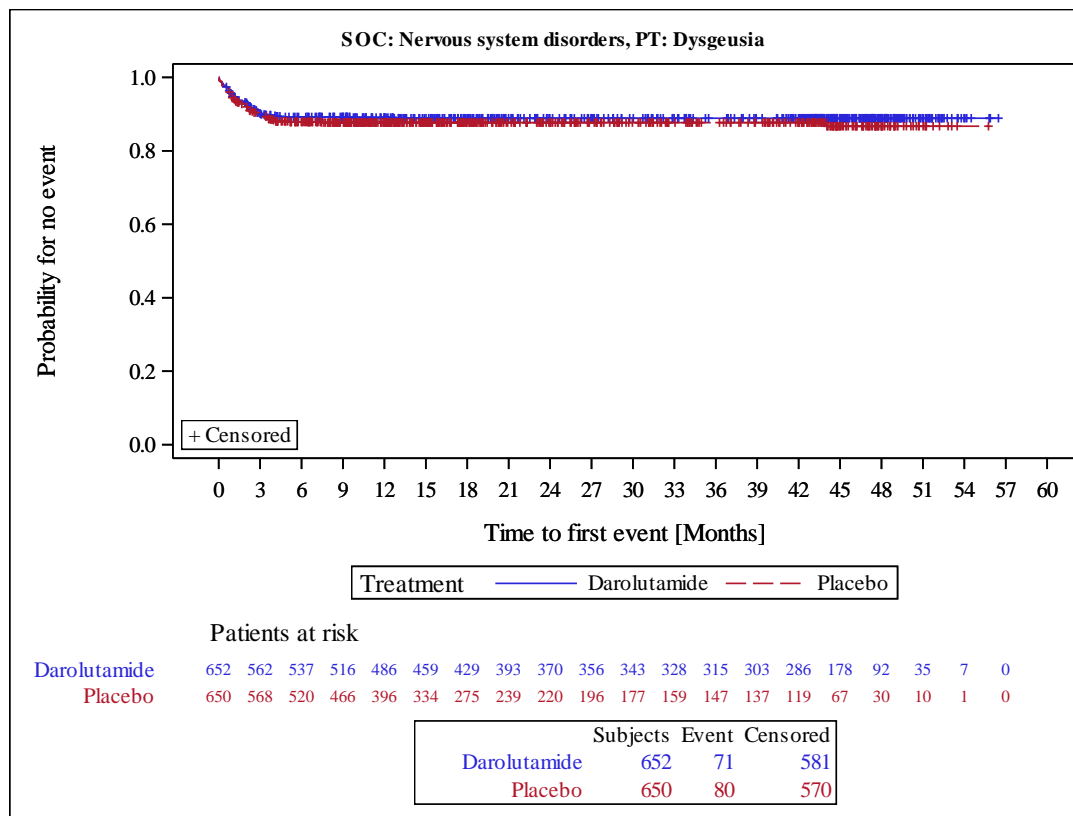 SOC: Nervous system disorders, PT: Dysgeusia
Probability for no event
1.0
0.8
0.6
0.4
0.2
0.0
+ Censored
0 3 6 9 12 15 18 21 24 27 30 33 36 39 42 45 48 51 54 57 60
Time to first event [Months]
Treatment Darolutamide Placebo
Patients at risk
Darolutamide 652 562 537 516 486 459 429 393 370 356 343 328 315 303 286 178 92 35 7 0
Placebo 650 568 520 466 396 334 275 239 220 196 177 159 147 137 119 67 30 10 1 0
Subjects Event Censored
Darolutamide 652 71 581
Placebo 650 80 570